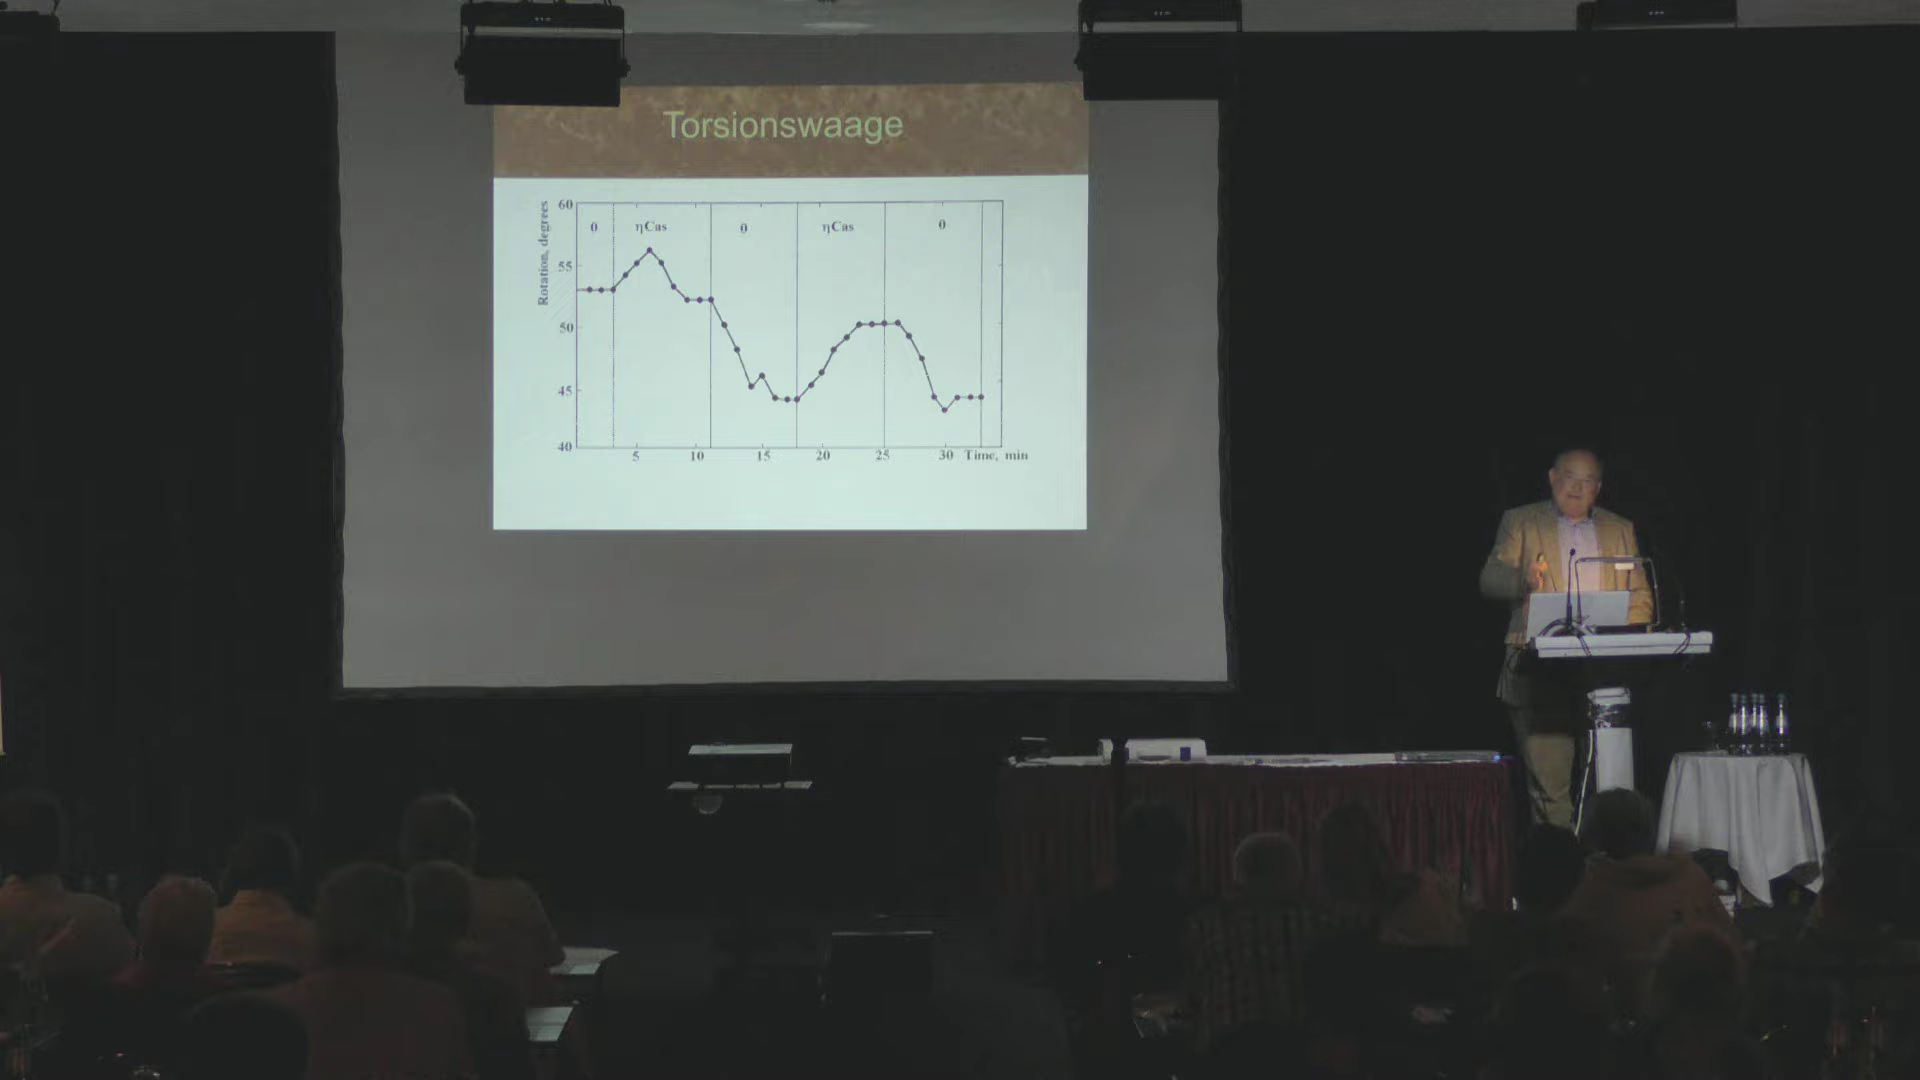 Torsionswaage
Rotation, degrees
60
55
50
45
40
0
ηCas
0
ηCas
0
5
10
15
20
25
30
Time, min